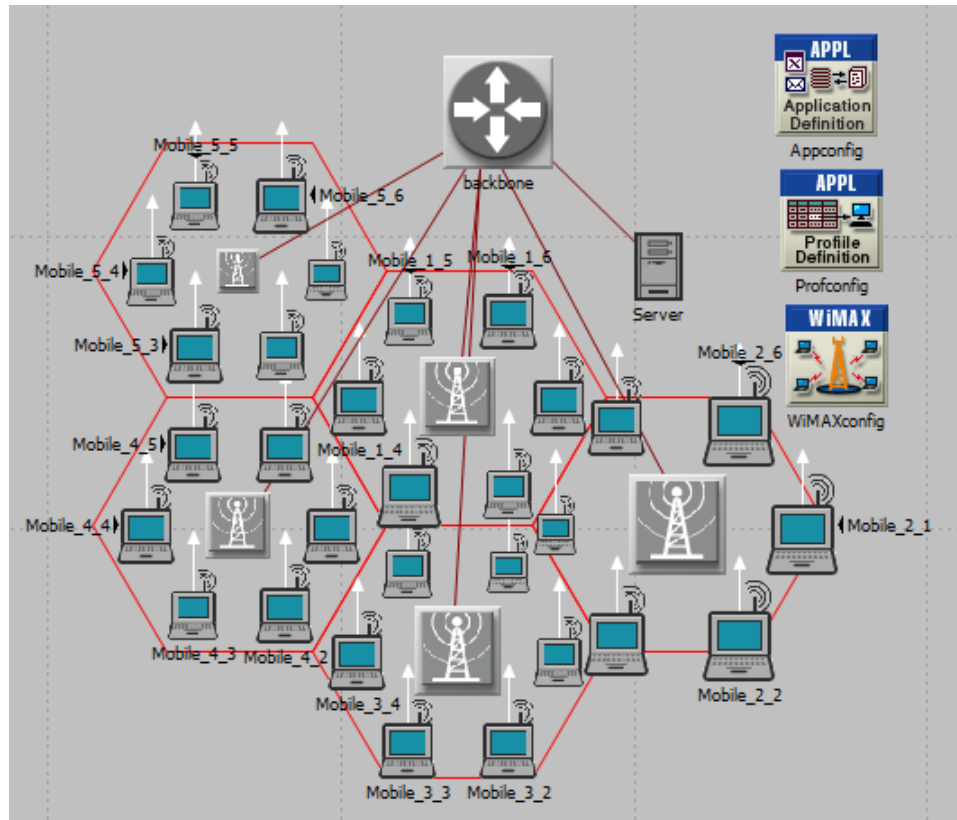 APPL
Application
Definition
Appconfig
Mobile_5_5
backbone
APPL
Mobile_5_6
Profiile
Definition
Mobile_1_5
Mobile_1_6
Mobile_5_4
Profconfig
Server
WiMAX
Mobile_5_3
Mobile_2_6
WiMAXconfig
Mobile_4_5
Mobile_1_4
Mobile_4_4
Mobile_2_1
Mobile_4_3
Mobile_4_2
Mobile_3_4
Mobile_2_2
Mobile_3_3
Mobile_3_2